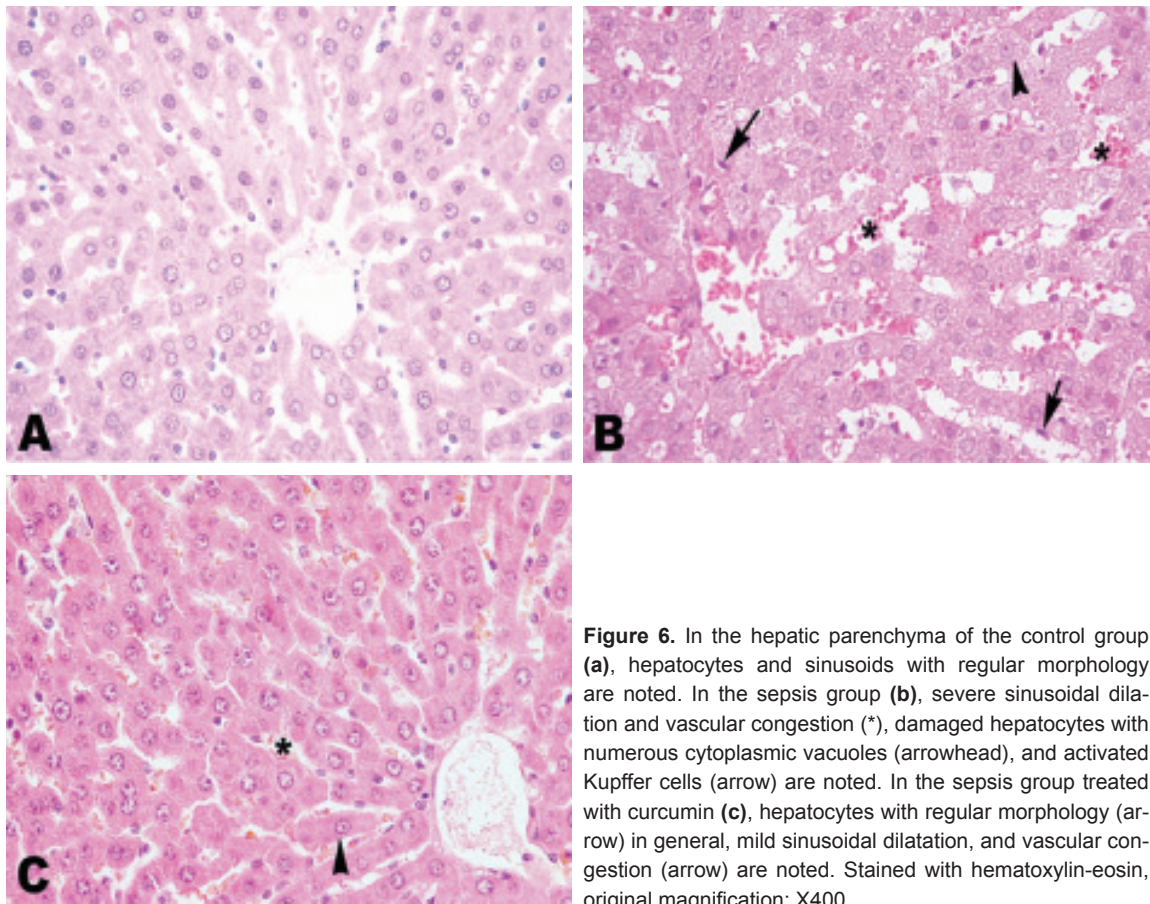 A
B
*
*
C
*
Figure 6. In the hepatic parenchyma of the control group
(a), hepatocytes and sinusoids with regular morphology
are noted. In the sepsis group (b), severe sinusoidal dila-
tion and vascular congestion (*), damaged hepatocytes with
numerous cytoplasmic vacuoles (arrowhead), and activated
Kupffer cells (arrow) are noted. In the sepsis group treated
with curcumin (c), hepatocytes with regular morphology (ar-
row) in general, mild sinusoidal dilatation, and vascular con-
gestion (arrow) are noted. Stained with hematoxylin-eosin,
original magnification: X400